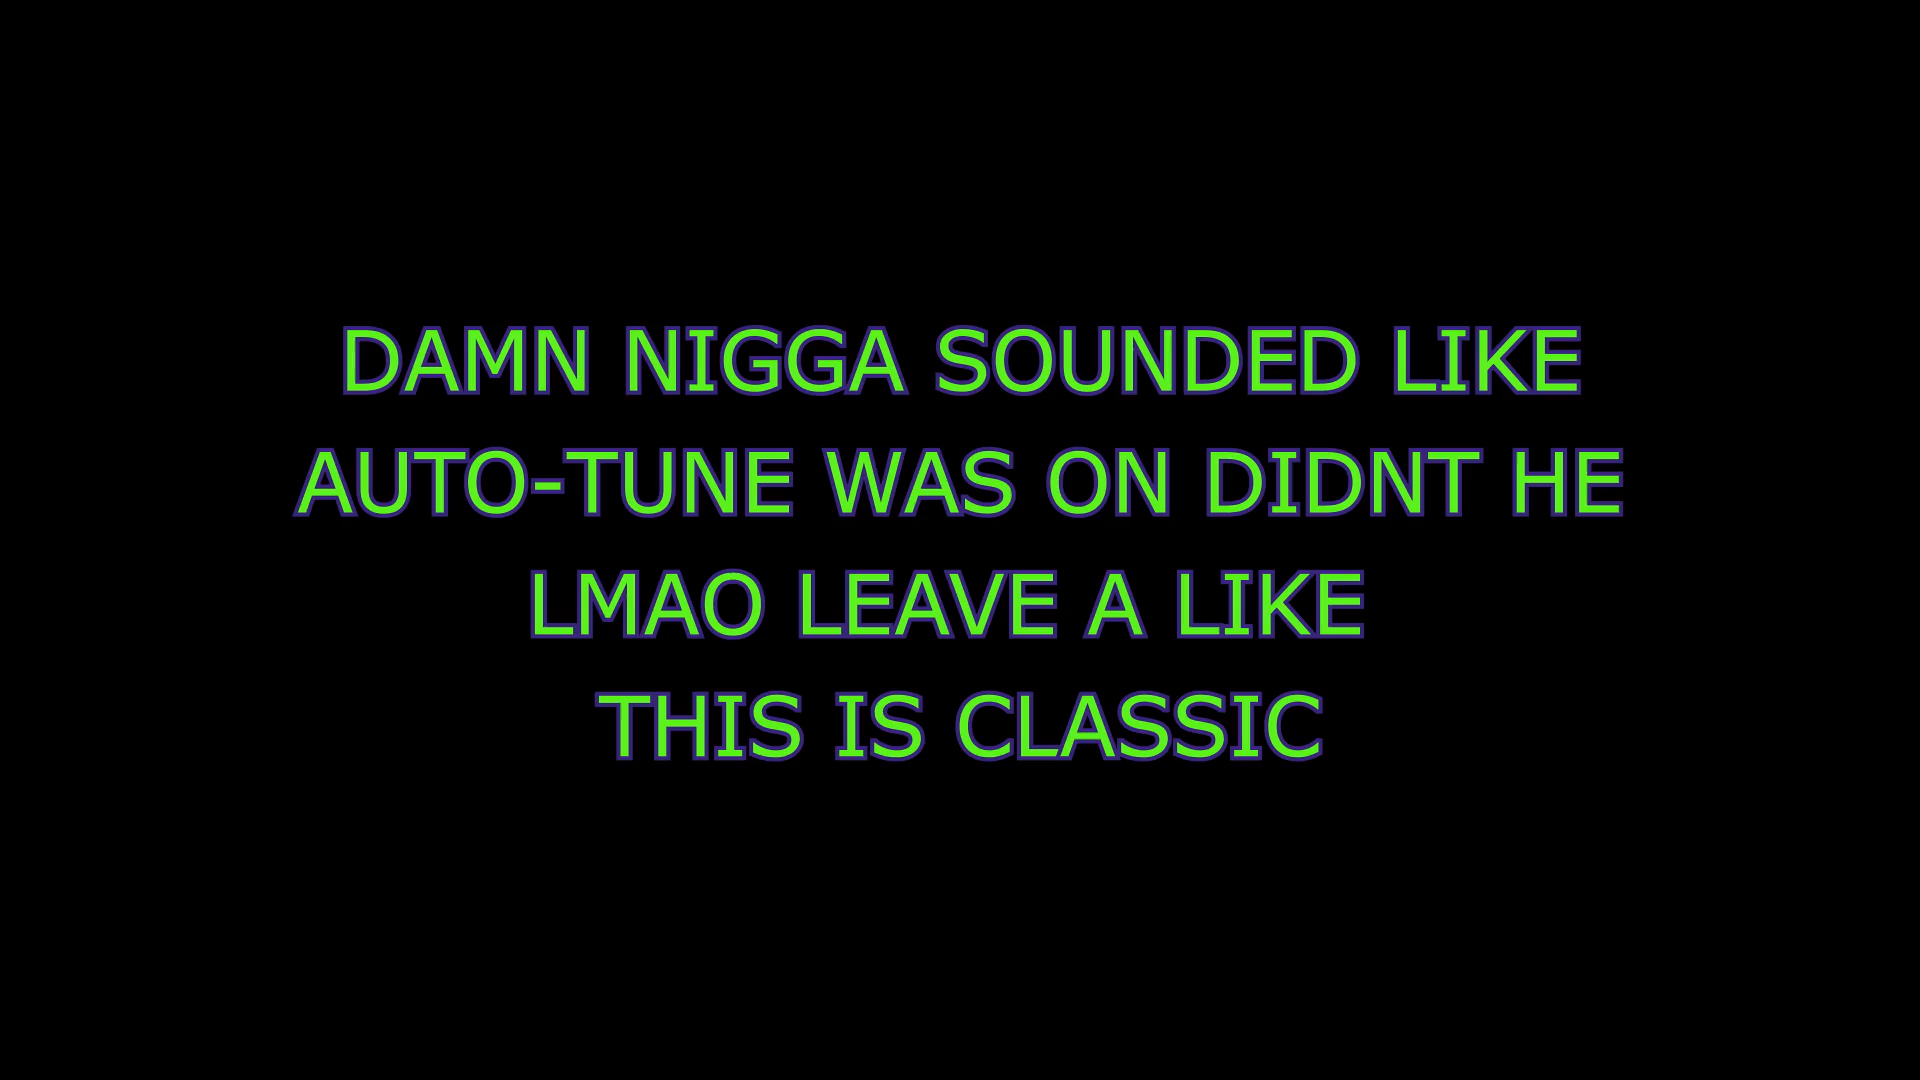 DAMN NIGGA SOUNDED LIKE
AUTO-TUNE WAS ON DIDNT HE
LMAO LEAVE A LIKE
THIS IS CLASSIC